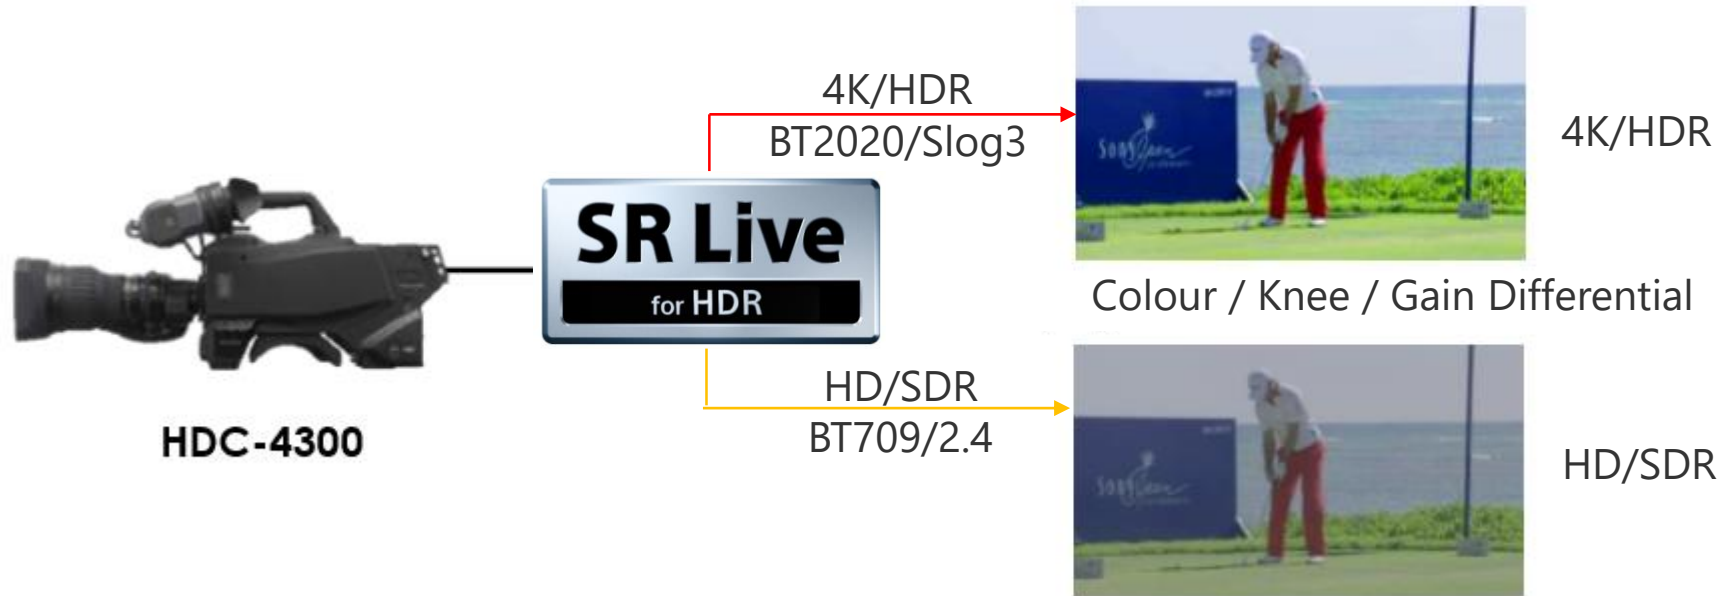 4K/HDR
BT2020/Slog3
4K/HDR
SR Live
for HDR
Colour / Knee / Gain Differential
HD/SDR
BT709/2.4
HDC-4300
HD/SDR